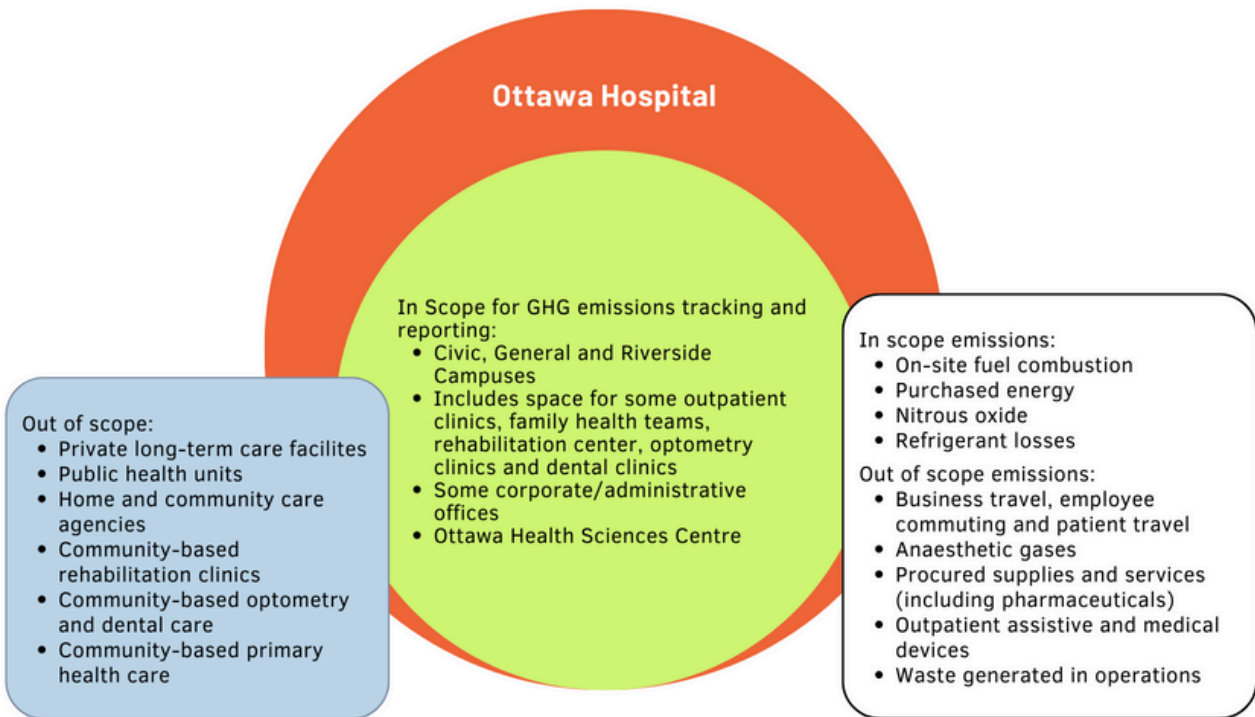 Ottawa Hospital
In Scope for GHG emissions tracking and
reporting:
• Civic, General and Riverside
Campuses
• Includes space for some outpatient
clinics, family health teams,
rehabilitation center, optometry
clinics and dental clinics
• Some corporate/administrative
offices
• Ottawa Health Sciences Centre
Out of scope:
• Private long-term care facilites
• Public health units
• Home and community care
agencies
• Community-based
rehabilitation clinics
• Community-based optometry
and dental care
• Community-based primary
health care
In scope emissions:
• On-site fuel combustion
• Purchased energy
• Nitrous oxide
• Refrigerant losses
Out of scope emissions:
• Business travel, employee
commuting and patient travel
• Anaesthetic gases
• Procured supplies and services
(including pharmaceuticals)
• Outpatient assistive and medical
devices
• Waste generated in operations